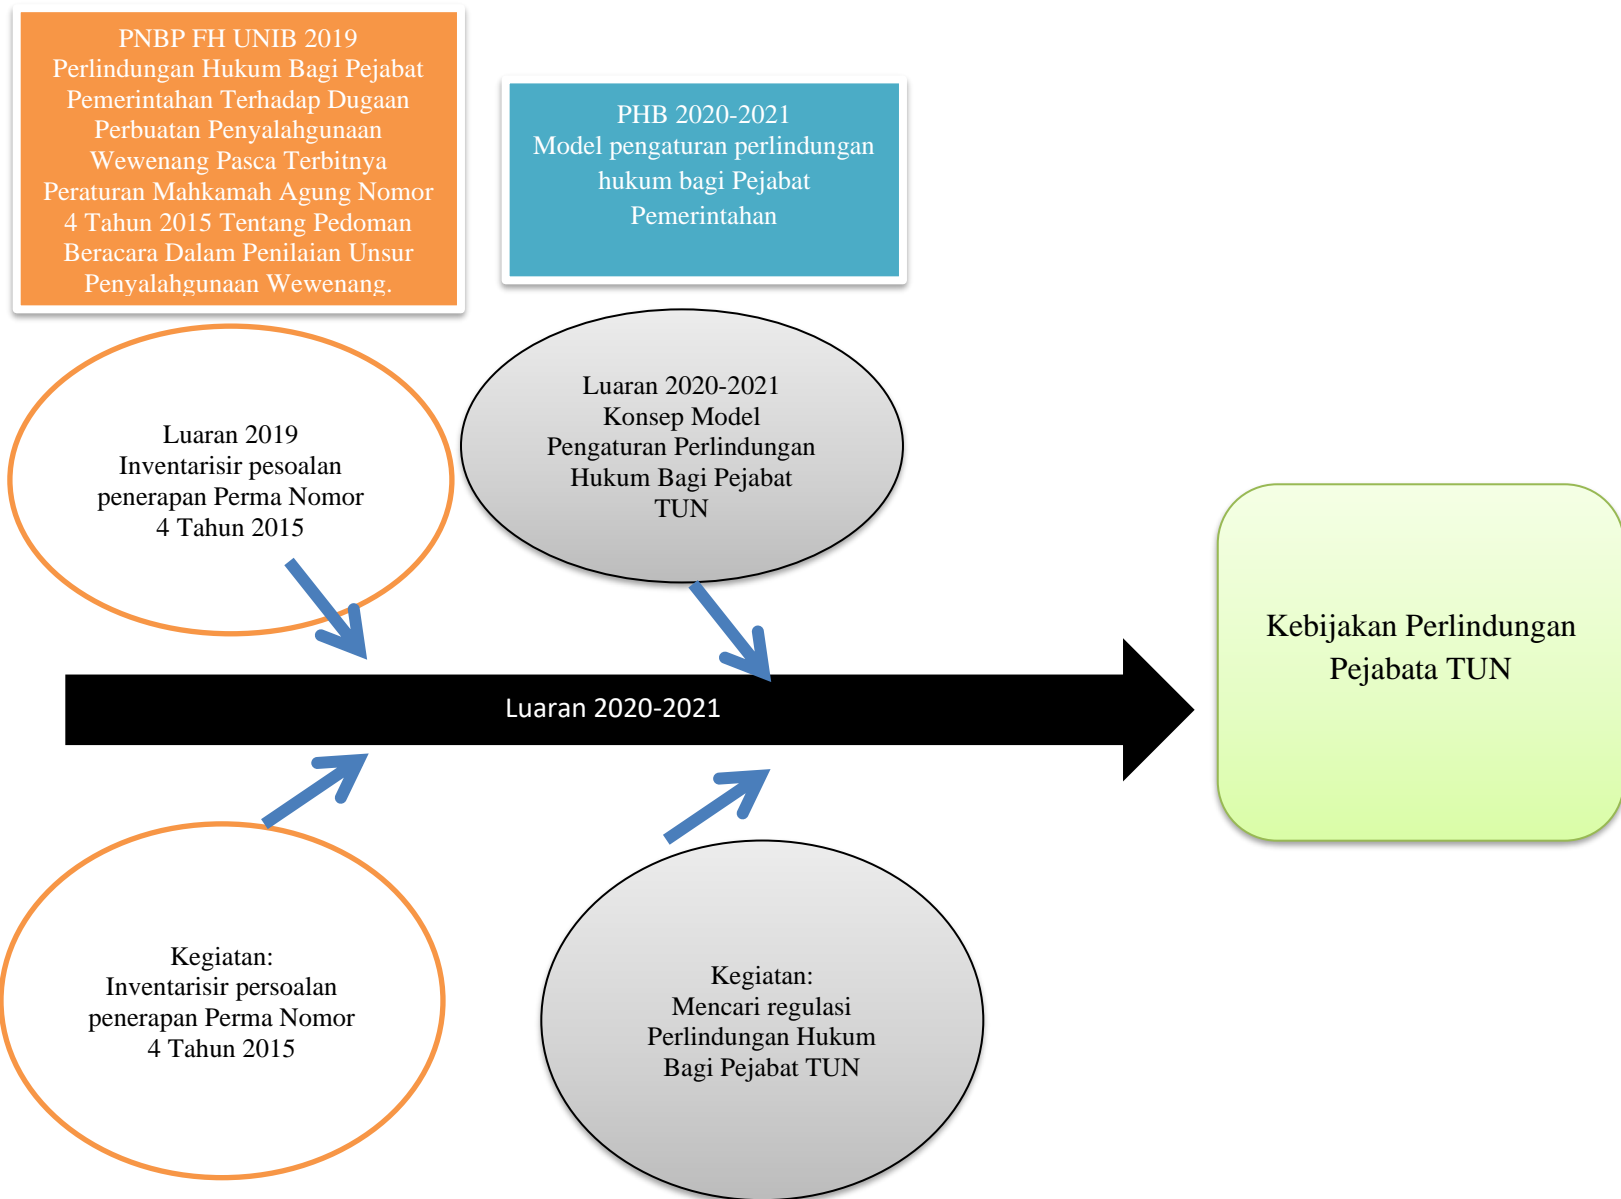 PNBP FH UNIB 2019
Perlindungan Hukum Bagi Pejabat
Pemerintahan Terhadap Dugaan
Perbuatan Penyalahgunaan
Wewenang Pasca Terbitnya
Peraturan Mahkamah Agung Nomor
4 Tahun 2015 Tentang Pedoman
Beracara Dalam Penilaian Unsur
Penyalahgunaan Wewenang.
PHB 2020-2021
Model pengaturan perlindungan
hukum bagi Pejabat
Pemerintahan
Luaran 2019
Inventarisir pesoalan
penerapan Perma Nomor
4 Tahun 2015
Luaran 2020-2021
Konsep Model
Pengaturan Perlindungan
Hukum Bagi Pejabat
TUN
Luaran 2020-2021
Kebijakan Perlindungan
Pejabata TUN
Kegiatan:
Inventarisir persoalan
penerapan Perma Nomor
4 Tahun 2015
Kegiatan:
Mencari regulasi
Perlindungan Hukum
Bagi Pejabat TUN